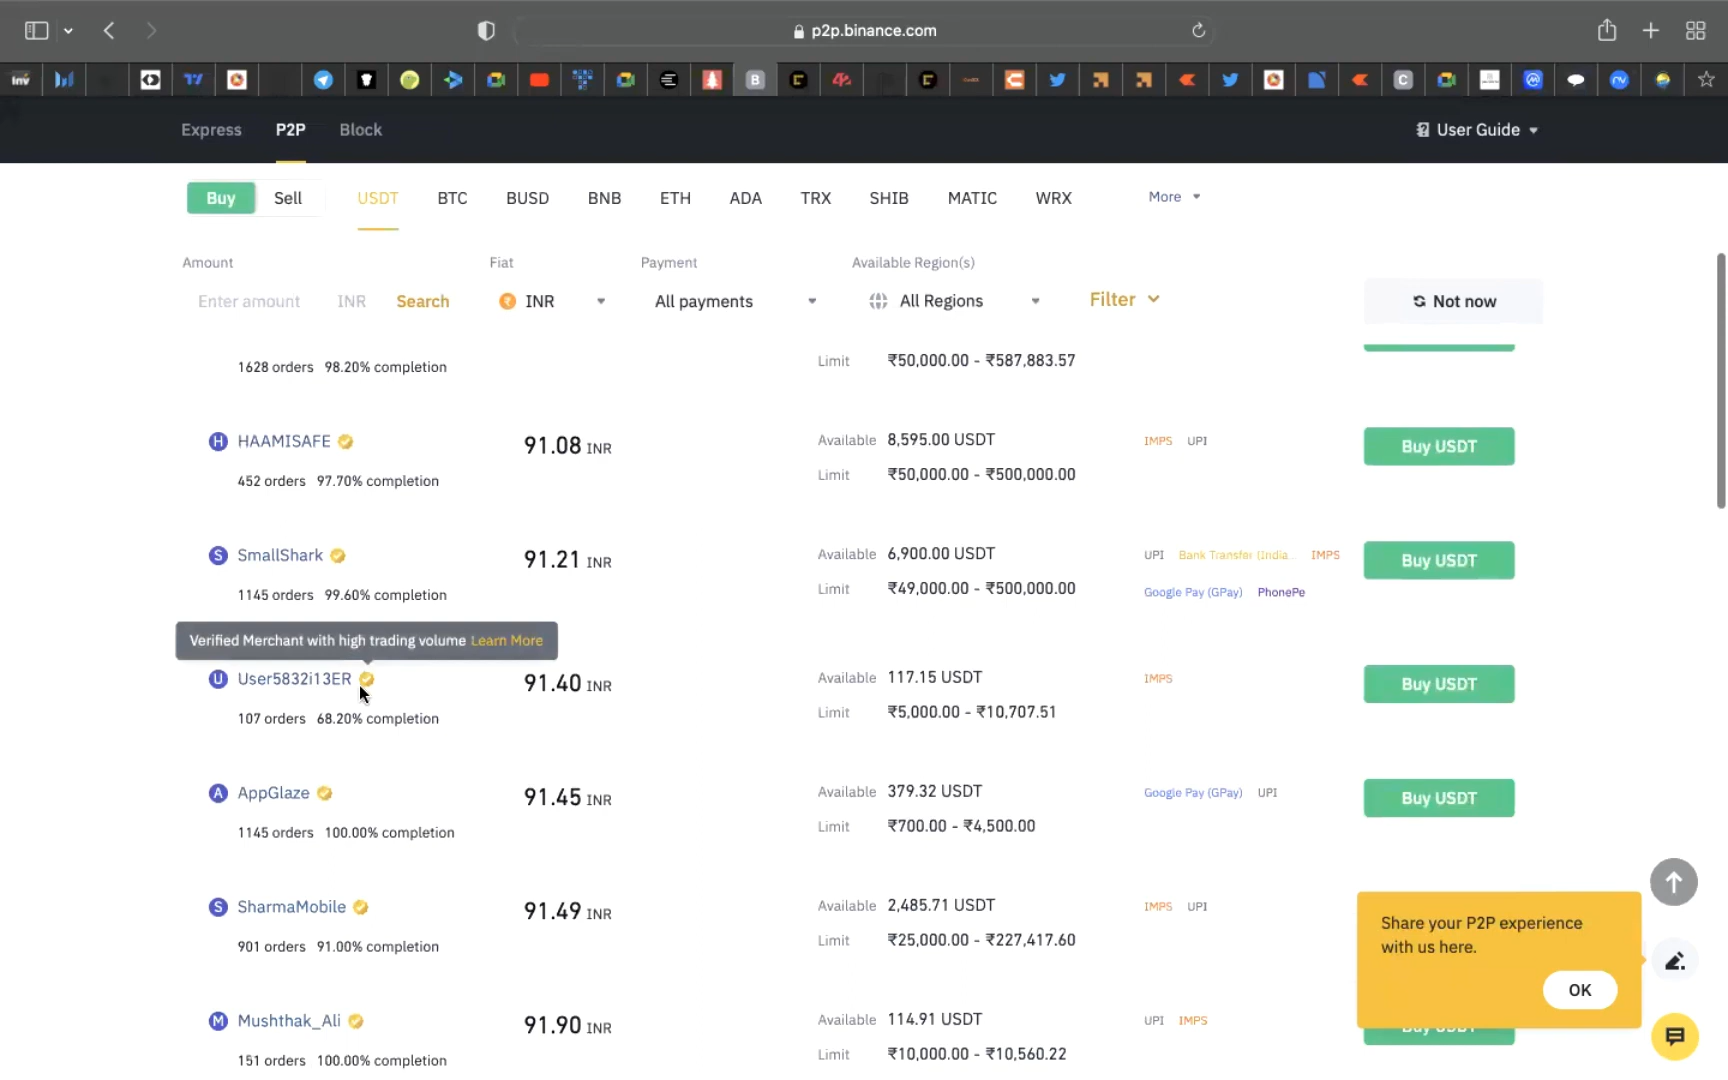 p2p.binance.com
Express P2P Block User Guide
Buy Sell USDT BTC BUSD BNB ETH ADA TRX SHIB MATIC WRX More
Amount Fiat Payment Available Region(s)
Enter amount INR Search INR All payments All Regions Filter Not now
1628 orders 98.20% completion Limit ₹50,000.00 - ₹587,883.57
H HAAMISAFE 91.08 INR Available 8,595.00 USDT IMPS UPI Buy USDT
452 orders 97.70% completion Limit ₹50,000.00 - ₹500,000.00
S SmallShark 91.21 INR Available 6,900.00 USDT UPI Bank Transfer (India... IMPS Buy USDT
1145 orders 99.60% completion Limit ₹49,000.00 - ₹500,000.00 Google Pay (GPay) PhonePe
Verified Merchant with high trading volume Learn More
U User5832i13ER 91.40 INR Available 117.15 USDT IMPS Buy USDT
107 orders 68.20% completion Limit ₹5,000.00 - ₹10,707.51
A AppGlaze 91.45 INR Available 379.32 USDT Google Pay (GPay) UPI Buy USDT
1145 orders 100.00% completion Limit ₹700.00 - ₹4,500.00
S SharmaMobile 91.49 INR Available 2,485.71 USDT IMPS UPI
901 orders 91.00% completion Limit ₹25,000.00 - ₹227,417.60
Share your P2P experience
with us here.
OK
M Mushthak_Ali 91.90 INR Available 114.91 USDT UPI IMPS Buy USDT
151 orders 100.00% completion Limit ₹10,000.00 - ₹10,560.22